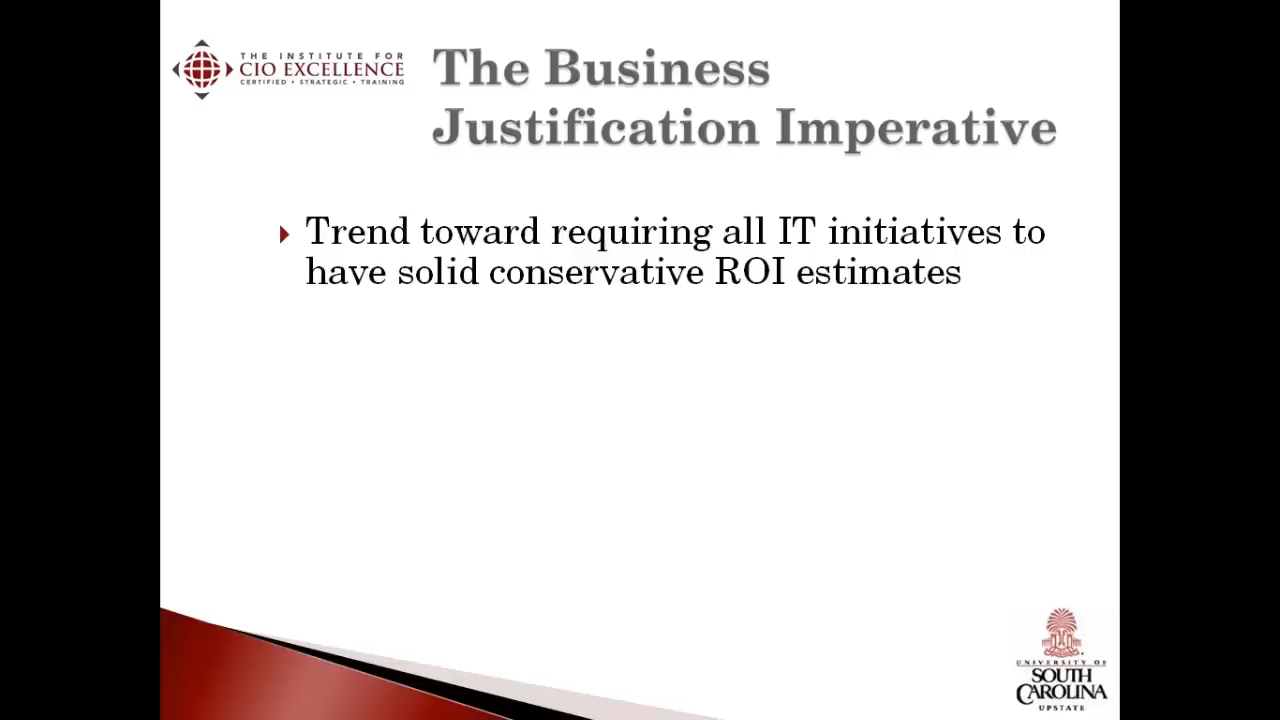 THE INSTITUTE FOR
CIO EXCELLENCE
CERTIFIED • STRATEGIC • TRAINING
The Business
Justification Imperative
Trend toward requiring all IT initiatives to
have solid conservative ROI estimates
UNIVERSITY OF
SOUTH
CAROLINA
UPSTATE